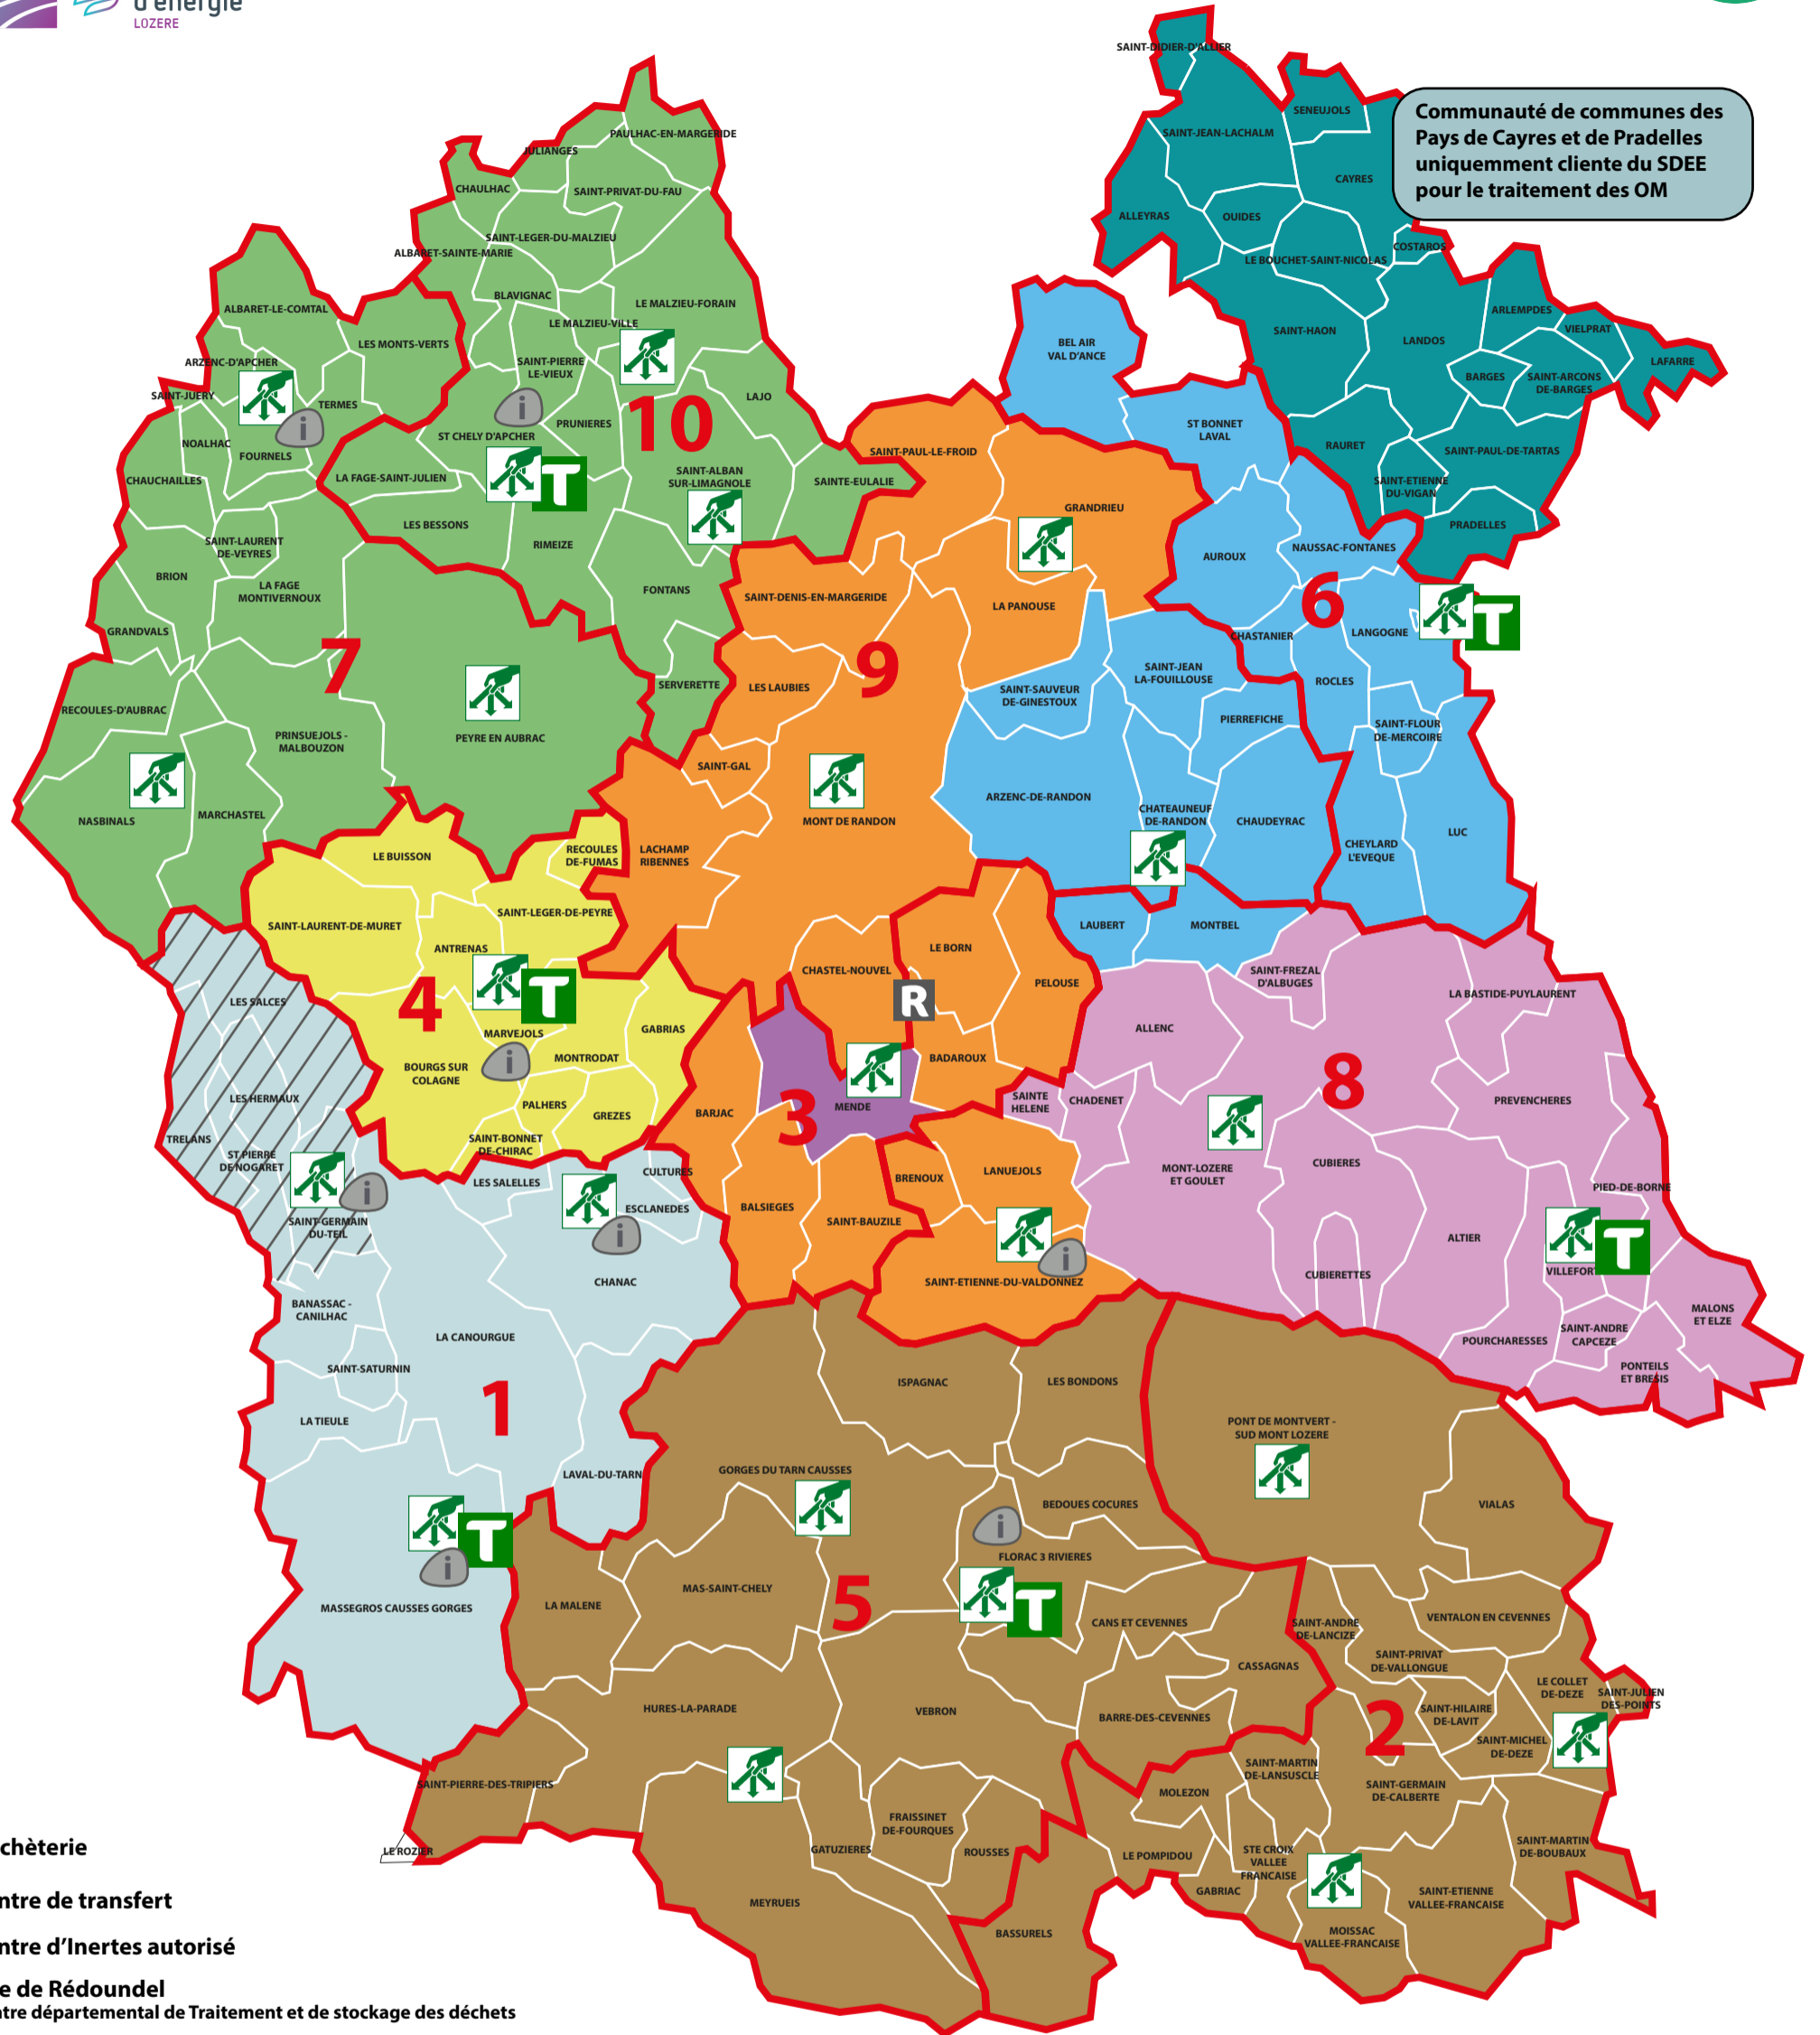 d'énergie
LOZERE
Communauté de communes des
Pays de Cayres et de Pradelles
uniquemment cliente du SDEE
pour le traitement des OM
SAINT-DIDIER-D'ALLIER
SENEUJOLS
SAINT-JEAN-LACHALM
CAYRES
ALLEYRAS
OUIDES
COSTAROS
LE BOUCHET-SAINT-NICOLAS
SAINT-HAON
LANDOS
ARLEMPDES
VIELPRAT
LAFARRE
BARGES
SAINT-ARCONS
DE-BARGES
RAURET
SAINT-PAUL-DE-TARTAS
SAINT-ETIENNE
DU-VIGAN
PRADELLES
PAULHAC-EN-MARGERIDE
JULIANGES
CHAULHAC
SAINT-PRIVAT-DU-FAU
SAINT-LEGER-DU-MALZIEU
ALBARET-SAINTE-MARIE
BLAVIGNAC
LE MALZIEU-FORAIN
LE MALZIEU-VILLE
SAINT-PIERRE
LE-VIEUX
LAJO
PRUNIERES
10
ST CHELY D'APCHER
i
T
SAINT-ALBAN
SUR-LIMAGNOLE
SAINTE-EULALIE
LA FAGE-SAINT-JULIEN
LES BESSONS
RIMEIZE
FONTANS
SERVERETTE
ALBARET-LE-COMTAL
LES MONTS-VERTS
ARZENC-D'APCHER
SAINT-JUERY
TERMES
i
NOALHAC
FOURNELS
CHAUCHAILLES
SAINT-LAURENT
DE-VEYRES
BRION
LA FAGE
MONTIVERNOUX
GRANDVALS
7
RECOULES-D'AUBRAC
PRINSUEJOLS -
MALBOUZON
PEYRE EN AUBRAC
NASBINALS
MARCHASTEL
BEL AIR
VAL D'ANCE
ST BONNET
LAVAL
AUROUX
NAUSSAC-FONTANES
6
CHASTANIER
LANGOGNE
T
ROCLES
SAINT-JEAN
LA-FOUILLOUSE
SAINT-SAUVEUR
DE-GINESTOUX
PIERREFICHE
SAINT-FLOUR
DE-MERCOIRE
ARZENC-DE-RANDON
CHATEAUNEUF
DE-RANDON
CHAUDEYRAC
CHEYLARD
L'EVEQUE
LUC
LAUBERT
MONTBEL
SAINT-PAUL-LE-FROID
GRANDRIEU
SAINT-DENIS-EN-MARGERIDE
LA PANOUSE
9
LES LAUBIES
SAINT-GAL
MONT DE RANDON
LACHAMP
RIBENNES
CHASTEL-NOUVEL
LE BORN
PELOUSE
R
BADAROUX
3
MENDE
BARJAC
BALSIEGES
SAINT-BAUZILE
BRENOUX
LANUEJOLS
SAINT-ETIENNE-DU-VALDONNEZ
i
LE BUISSON
RECOULES
DE-FUMAS
SAINT-LAURENT-DE-MURET
SAINT-LEGER-DE-PEYRE
ANTRENAS
4
T
MARVEJOLS
i
GABRIAS
BOURGS SUR
COLAGNE
MONTRODAT
PALHERS
GREZES
SAINT-BONNET
DE-CHIRAC
SAINT-FREZAL
D'ALBUGES
LA BASTIDE-PUYLAURENT
ALLENC
8
SAINTE
HELENE
CHADENET
PREVENCHERES
MONT-LOZERE
ET GOULET
CUBIERES
PIED-DE-BORNE
ALTIER
T
CUBIERETTES
MALONS
ET ELZE
POURCHARESSES
SAINT-ANDRE
CAPCEZE
PONTEILS
ET BRESIS
LES SALCES
LES HERMAUX
TRELANS
ST PIERRE
DE NOGARET
i
SAINT-GERMAIN
DU-TEIL
LES SALELLES
CULTURES
ESCLANEDES
i
CHANAC
BANASSAC -
CANILHAC
LA CANOURGUE
SAINT-SATURNIN
1
LA TIEULE
LAVAL-DU-TARN
T
i
MASSEGROS CAUSSES GORGES
ISPAGNAC
LES BONDONS
GORGES DU TARN CAUSSES
BEDOUES COCURES
i
FLORAC 3 RIVIERES
T
MAS-SAINT-CHELY
5
LA MALENE
CANS ET CEVENNES
CASSAGNAS
HURES-LA-PARADE
VEBRON
BARRE-DES-CEVENNES
SAINT-PIERRE-DES-TRIPIERS
LE ROZIER
FRAISSINET
DE-FOURQUES
GATUZIERES
ROUSSES
MEYRUEIS
BASSURELS
PONT DE MONTVERT -
SUD MONT LOZERE
VIALAS
SAINT-ANDRE
DE-LANCIZE
VENTALON EN CEVENNES
SAINT-PRIVAT
DE-VALLONGUE
LE COLLET
DE-DEZE
SAINT-JULIEN
DES-POINTS
2
SAINT-HILAIRE
DE-LAVIT
SAINT-MICHEL
DE-DEZE
SAINT-MARTIN
DE-LANSUSCLE
SAINT-GERMAIN
DE-CALBERTE
MOLEZON
LE POMPIDOU
STE CROIX
VALLEE
FRANCAISE
GABRIAC
SAINT-MARTIN
DE-BOUBAUX
SAINT-ETIENNE
VALLEE-FRANCAISE
MOISSAC
VALLEE-FRANCAISE
chèterie
ntre de transfert
ntre d'Inertes autorisé
e de Rédoundel
ntre départemental de Traitement et de stockage des déchets